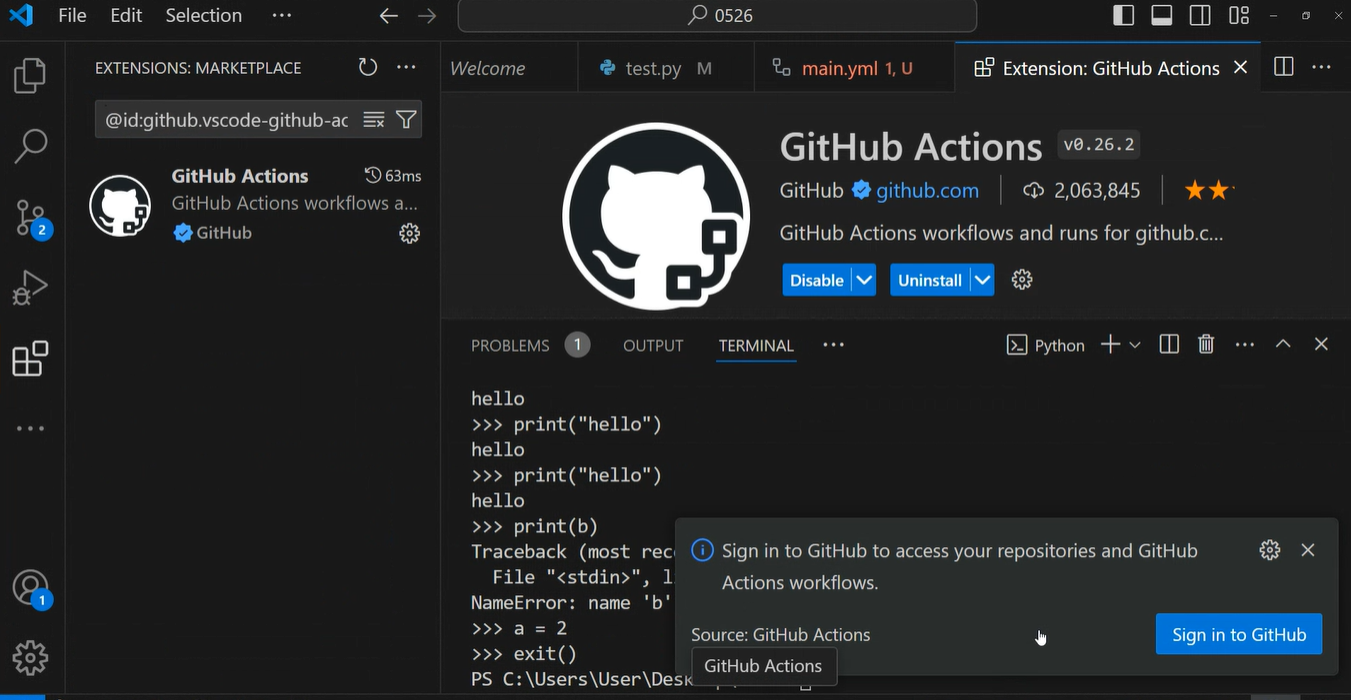 File Edit Selection ··· 0526
EXTENSIONS: MARKETPLACE
@id:github.vscode-github-ac
GitHub Actions 63ms
GitHub Actions workflows a...
GitHub
2
1
Welcome test.py M main.yml 1, U Extension: GitHub Actions
GitHub Actions v0.26.2
GitHub github.com 2,063,845
GitHub Actions workflows and runs for github.c...
Disable Uninstall
PROBLEMS 1 OUTPUT TERMINAL ··· Python
hello
>>> print("hello")
hello
>>> print("hello")
hello
>>> print(b)
Traceback (most
File "<stdin>",
NameError: name 'b'
>>> a = 2
>>> exit()
PS C:\Users\User\Desk
Sign in to GitHub to access your repositories and GitHub
Actions workflows.
Source: GitHub Actions
Sign in to GitHub
GitHub Actions